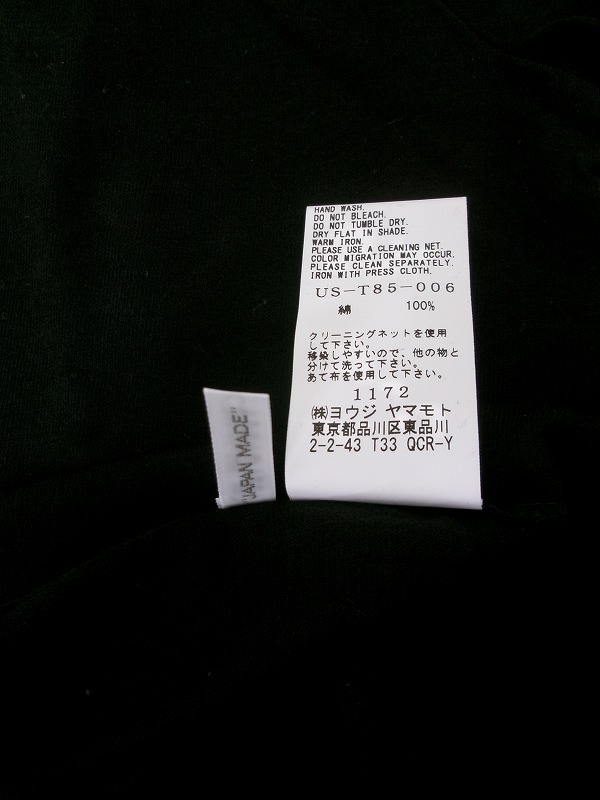 HAND WASH.
DO NOT BLEACH.
DO NOT TUMBLE DRY.
DRY FLAT IN SHADE.
WARM IRON.
PLEASE USE A CLEANING NET.
COLOR MIGRATION MAY OCCUR.
PLEASE CLEAN SEPARATELY.
IRON WITH PRESS CLOTH.
US-T85-006
綿 100%
クリーニングネットを使用
して下さい。
移染しやすいので、他の物と
分けて洗って下さい。
あて布を使用して下さい。
1172
㈱ヨウジ ヤマモト
東京都品川区東品川
2-2-43 T33 QCR-Y
"JAPAN MADE"